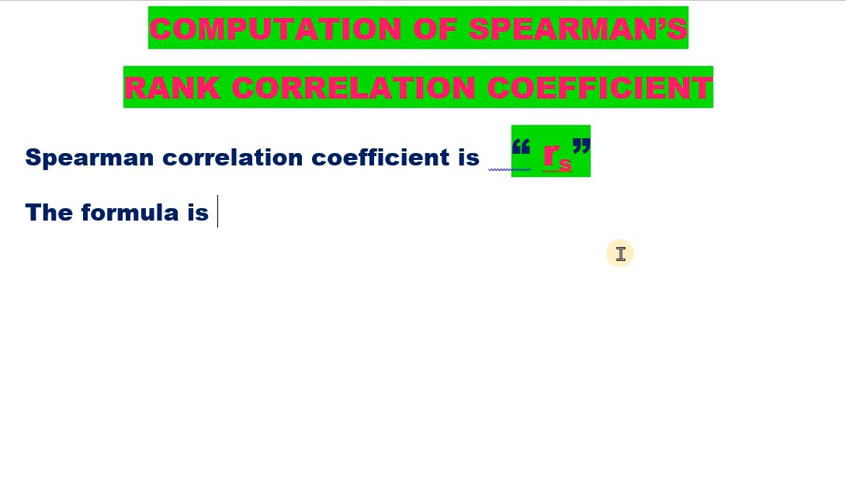 COMPUTATION OF SPEARMAN’S
RANK CORRELATION COEFFICIENT
Spearman correlation coefficient is “ rₛ”
The formula is